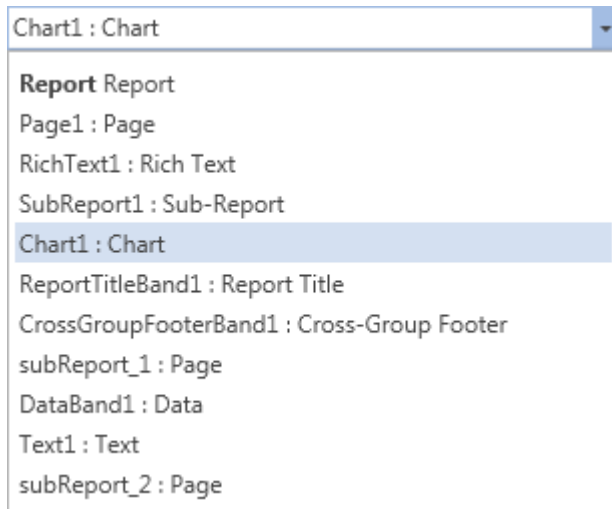 Chart1 : Chart
Report Report
Page1 : Page
RichText1 : Rich Text
SubReport1 : Sub-Report
Chart1 : Chart
ReportTitleBand1 : Report Title
CrossGroupFooterBand1 : Cross-Group Footer
subReport_1 : Page
DataBand1 : Data
Text1 : Text
subReport_2 : Page